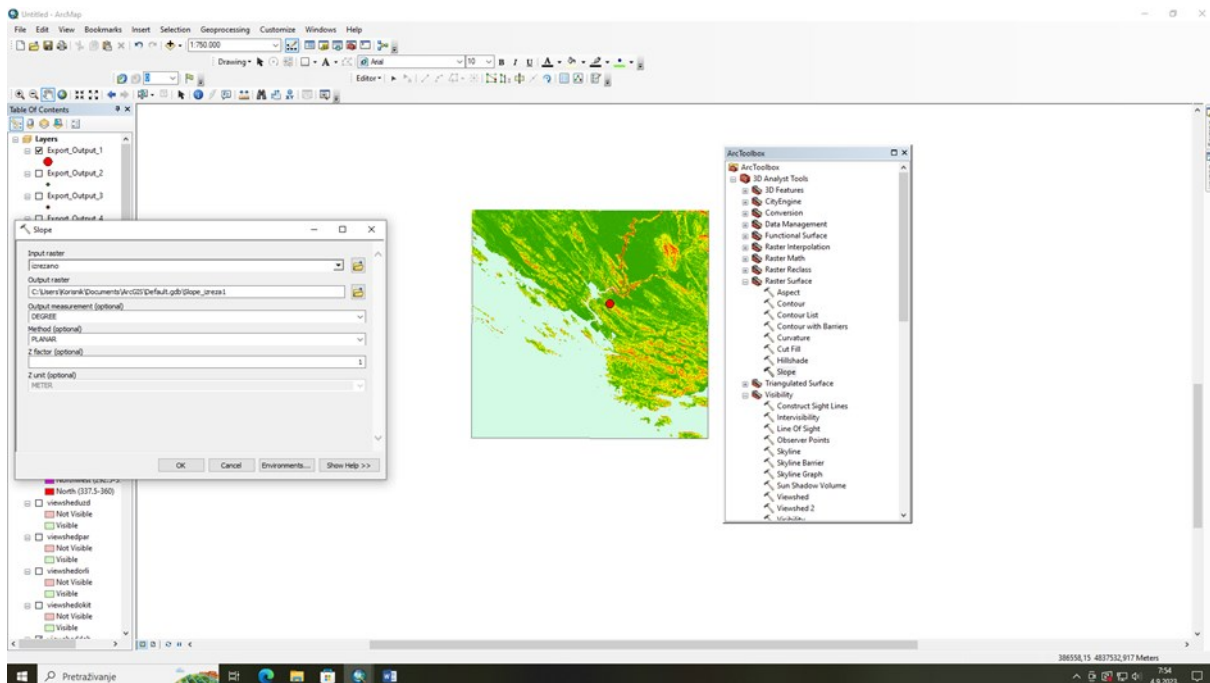 Untitled - ArcMap
File Edit View Bookmarks Insert Selection Geoprocessing Customize Windows Help
1:750.000
Drawing Arial 10 B I U A
Editor
Table Of Contents
Layers
Export_Output_1
Export_Output_2
Export_Output_3
Export_Output_4
Slope
Input raster
izrezano
Output raster
C:\Users\Korisnik\Documents\ArcGIS\Default.gdb\Slope_izreza1
Output measurement (optional)
DEGREE
Method (optional)
PLANAR
Z factor (optional)
1
Z unit (optional)
METER
OK Cancel Environments... Show Help >>
North (337.5-360)
viewsheduzd
Not Visible
Visible
viewshedpar
Not Visible
Visible
viewshedorli
Not Visible
Visible
viewshedokit
Not Visible
Visible
ArcToolbox
ArcToolbox
3D Analyst Tools
3D Features
CityEngine
Conversion
Data Management
Functional Surface
Raster Interpolation
Raster Math
Raster Reclass
Raster Surface
Aspect
Contour
Contour List
Contour with Barriers
Curvature
Cut Fill
Hillshade
Slope
Triangulated Surface
Visibility
Construct Sight Lines
Intervisibility
Line Of Sight
Observer Points
Skyline
Skyline Barrier
Skyline Graph
Sun Shadow Volume
Viewshed
Viewshed 2
Visibility
386558,15 4837532,917 Meters
Pretraživanje
7:54
4.9.2023.